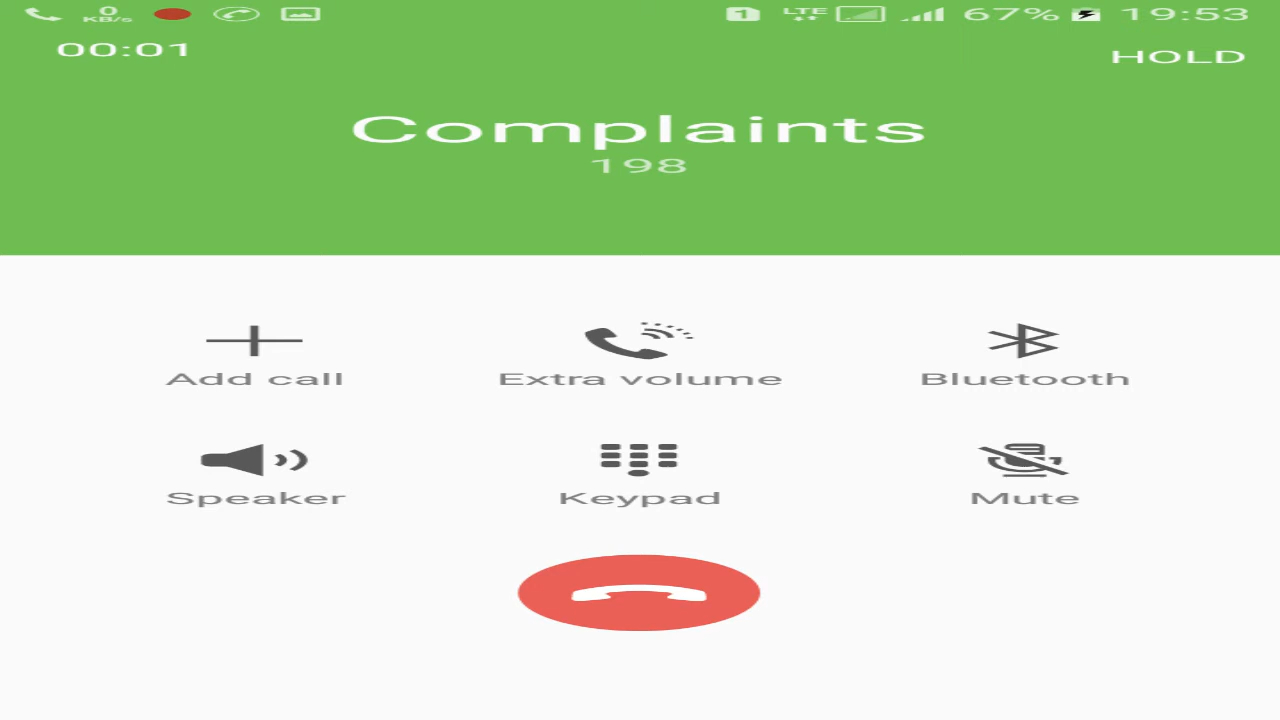 0
KB/s
1 LTE 67% 19:53
00:01
HOLD
Complaints
198
Add call Extra volume Bluetooth
Speaker Keypad Mute